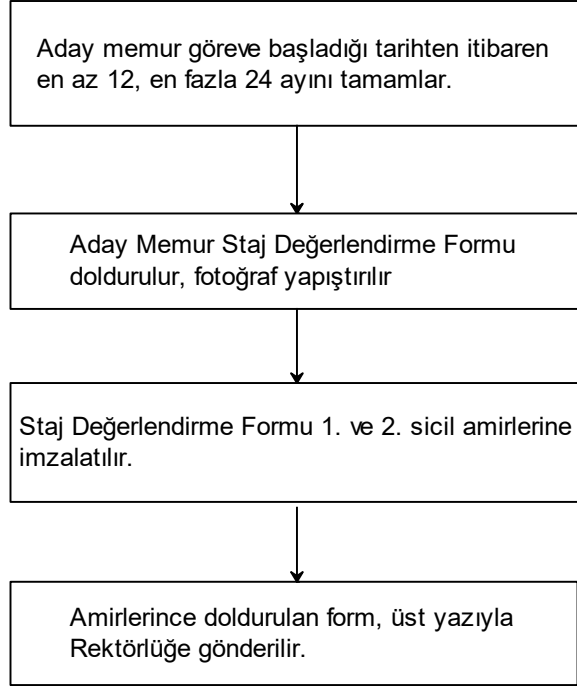 Aday memur göreve başladığı tarihten itibaren
en az 12, en fazla 24 ayını tamamlar.
Aday Memur Staj Değerlendirme Formu
doldurulur, fotoğraf yapıştırılır
Staj Değerlendirme Formu 1. ve 2. sicil amirlerine
imzalatılır.
Amirlerince doldurulan form, üst yazıyla
Rektörlüğe gönderilir.